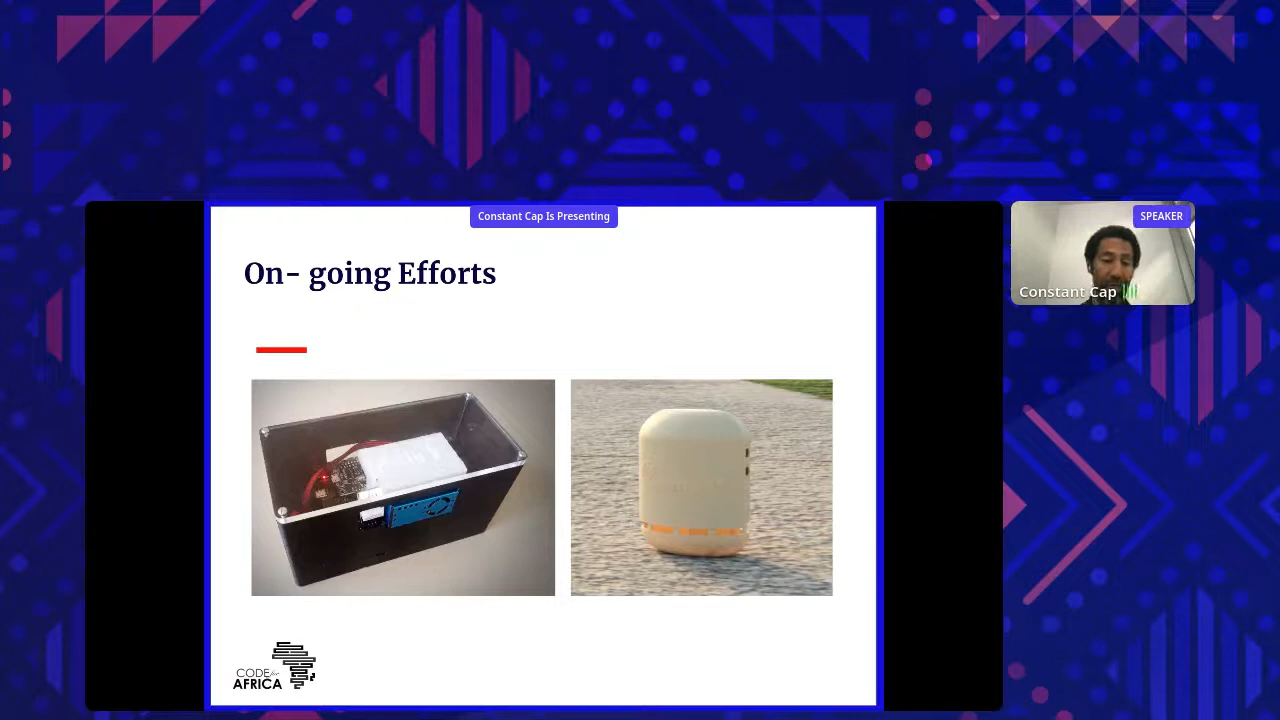 Constant Cap Is Presenting
SPEAKER
On- going Efforts
Constant Cap
CODE for
AFRICA